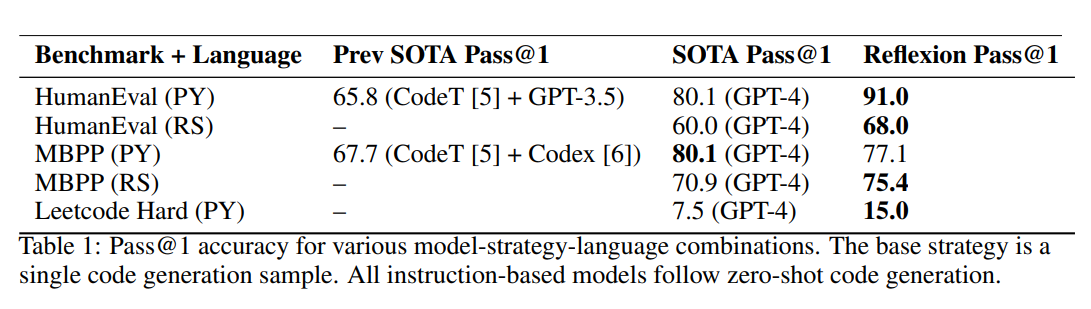 Benchmark + Language Prev SOTA Pass@1 SOTA Pass@1 Reflexion Pass@1
HumanEval (PY) 65.8 (CodeT [5] + GPT-3.5) 80.1 (GPT-4) 91.0
HumanEval (RS) – 60.0 (GPT-4) 68.0
MBPP (PY) 67.7 (CodeT [5] + Codex [6]) 80.1 (GPT-4) 77.1
MBPP (RS) – 70.9 (GPT-4) 75.4
Leetcode Hard (PY) – 7.5 (GPT-4) 15.0
Table 1: Pass@1 accuracy for various model-strategy-language combinations. The base strategy is a
single code generation sample. All instruction-based models follow zero-shot code generation.